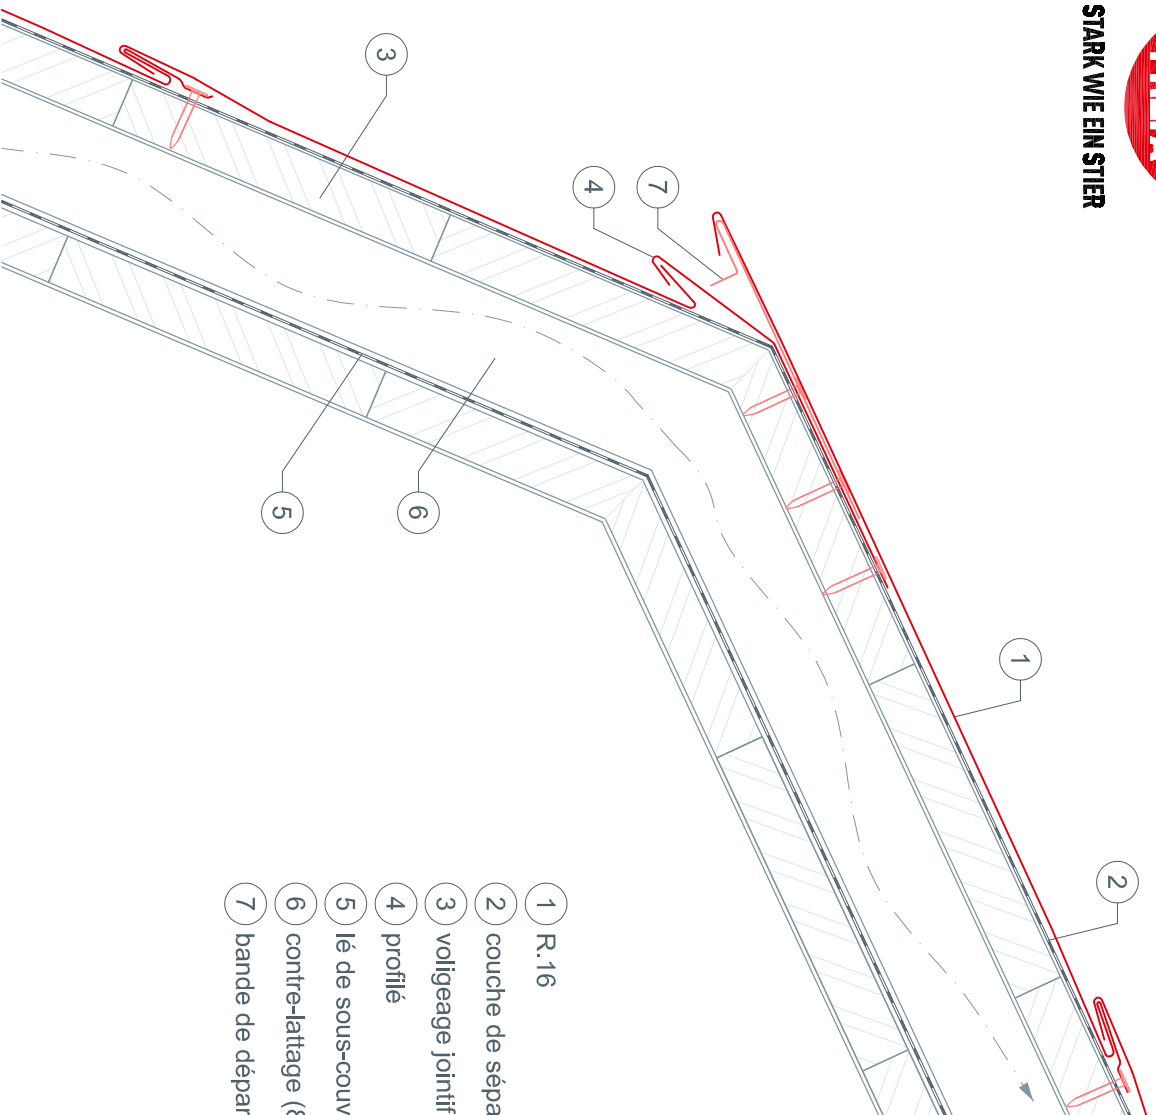 STARK WIE EIN STIER
3
4
7
5
6
1
2
1 R.16
2 couche de sépa
3 voligeage jointif
4 profilé
5 lé de sous-couv
6 contre-lattage (
7 bande de dépar